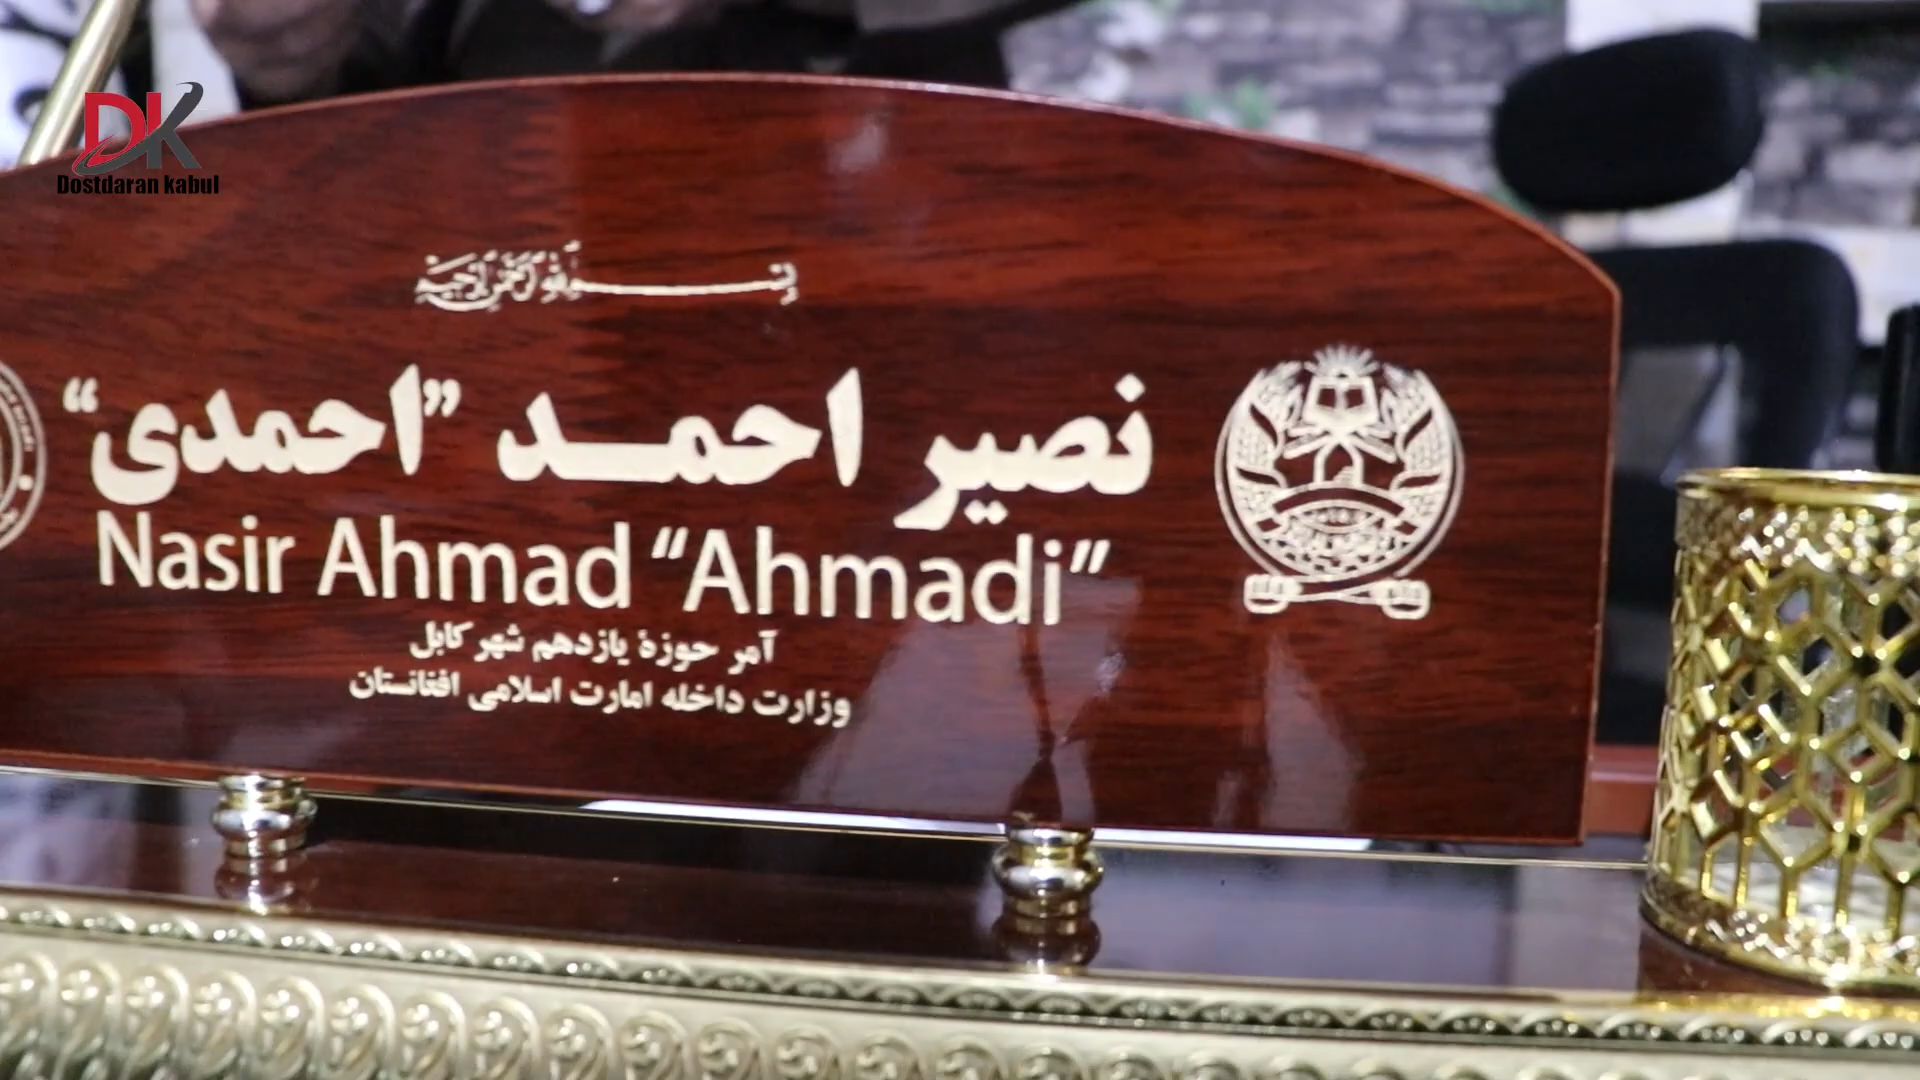 DK
Dostdaran kabul
نصیر احمد "احمدی"
Nasir Ahmad “Ahmadi”
آمر حوزهٔ یازدهم شهر کابل
وزارت داخله امارت اسلامی افغانستان